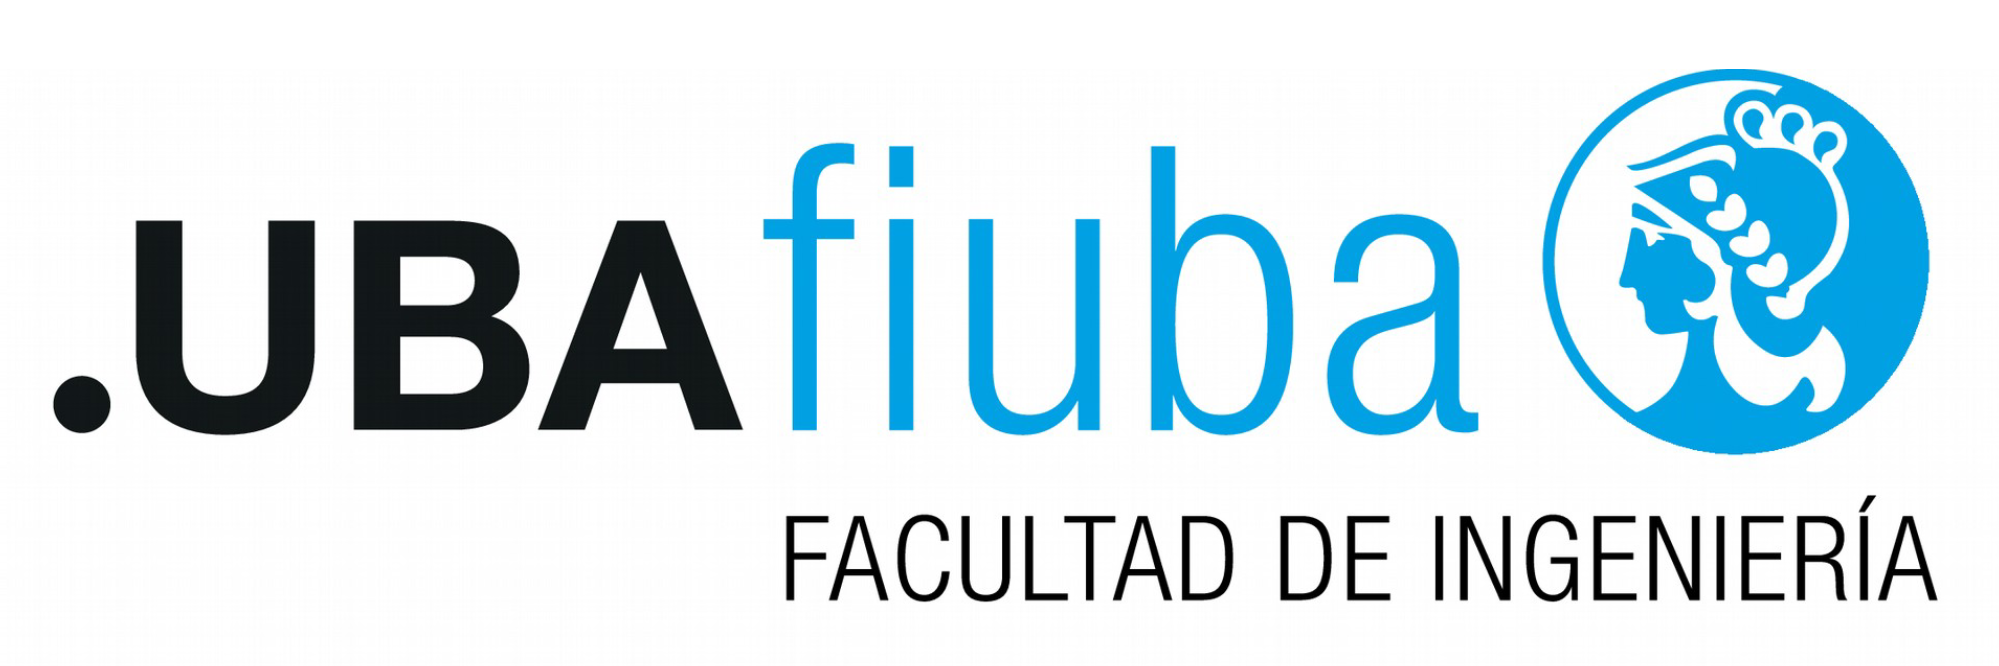 .UBAfiuba
FACULTAD DE INGENIERÍA